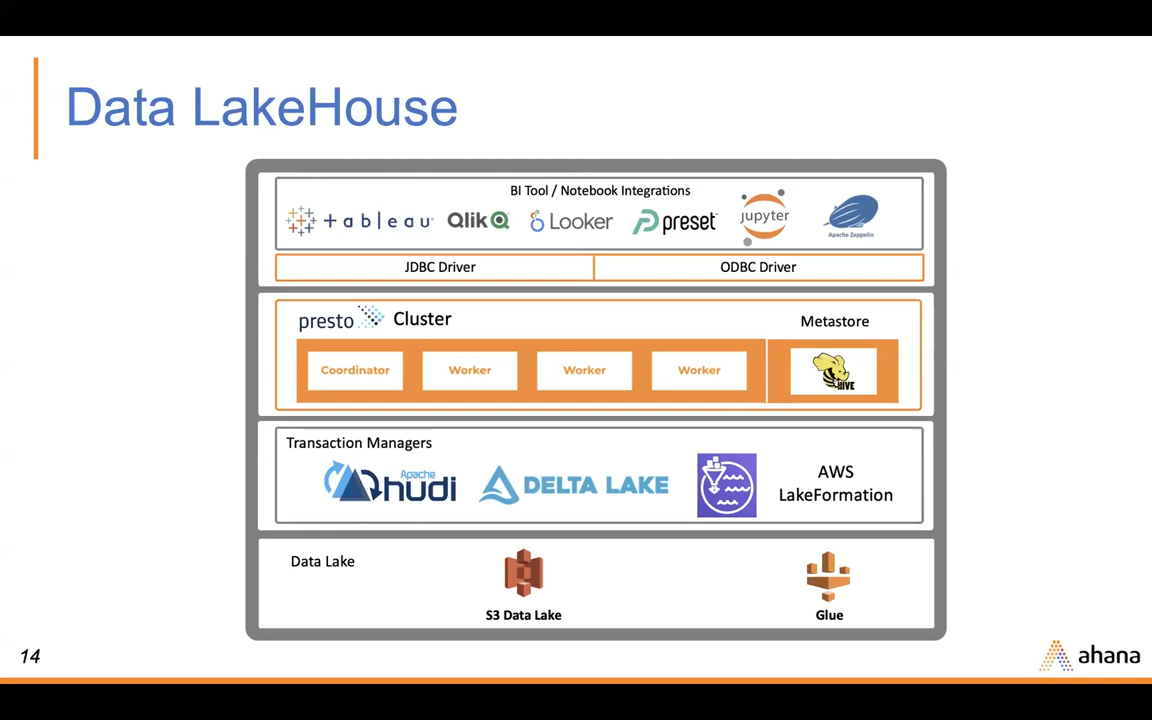 Data LakeHouse
BI Tool / Notebook Integrations
+ableau Qlik Looker preset jupyter Apache Zeppelin
JDBC Driver ODBC Driver
presto Cluster Metastore
Coordinator Worker Worker Worker HIVE
Transaction Managers
Apache hudi DELTA LAKE AWS LakeFormation
Data Lake
S3 Data Lake Glue
14 ahana